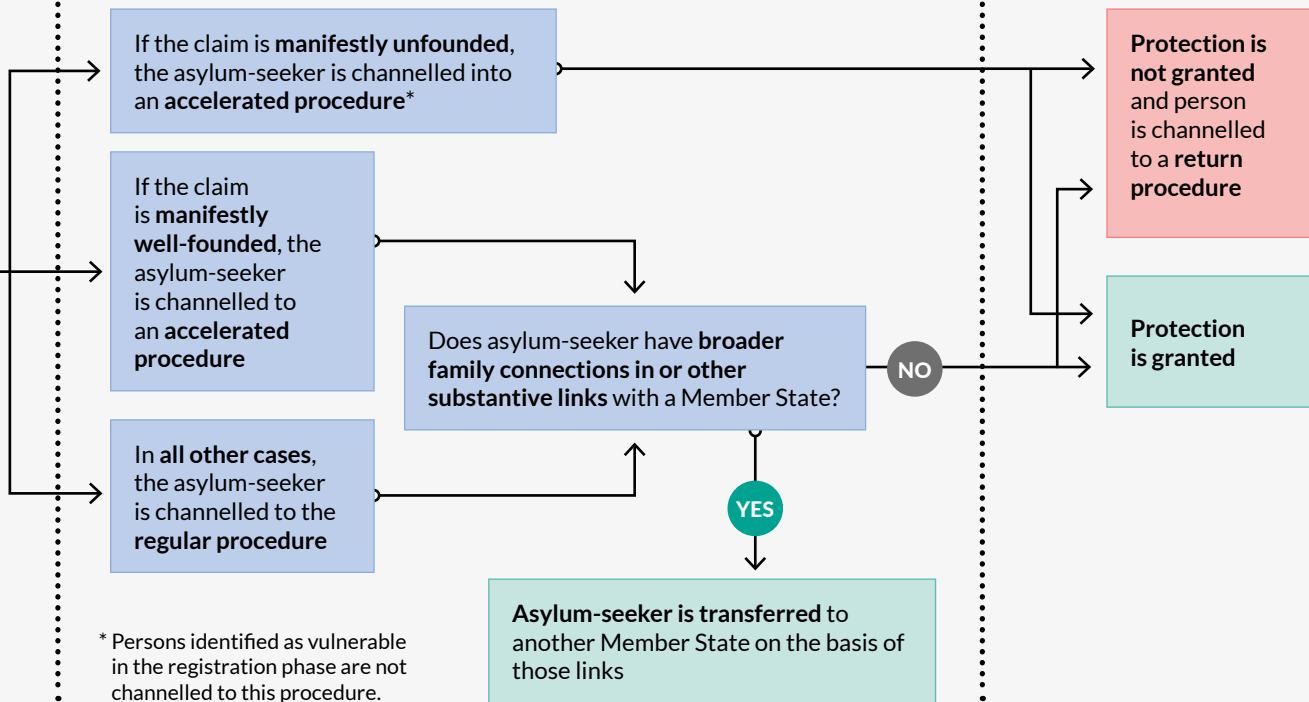 If the claim is manifestly unfounded,
the asylum-seeker is channelled into
an accelerated procedure*
If the claim
is manifestly
well-founded, the
asylum-seeker
is channelled to
an accelerated
procedure
In all other cases,
the asylum-seeker
is channelled to the
regular procedure
* Persons identified as vulnerable
in the registration phase are not
channelled to this procedure.
Does asylum-seeker have broader
family connections in or other
substantive links with a Member State?
NO
YES
Asylum-seeker is transferred to
another Member State on the basis of
those links
Protection is
not granted
and person
is channelled
to a return
procedure
Protection
is granted